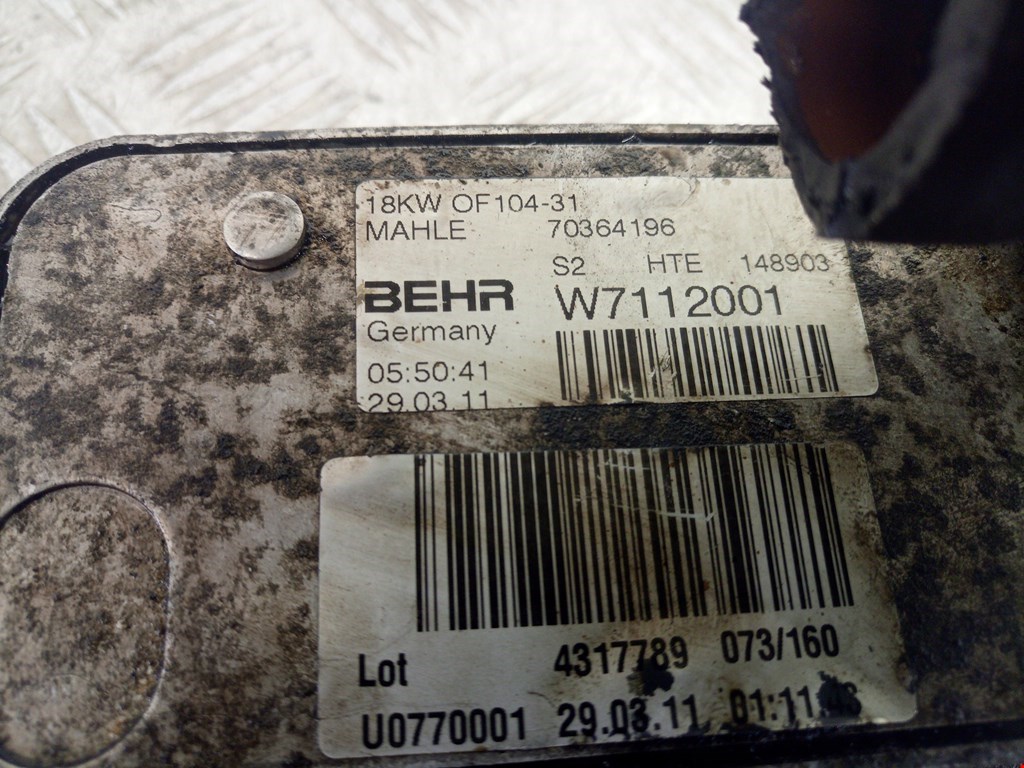 18KW OF104-31
MAHLE 70364196
S2 HTE 148903
BEHR W7112001
Germany
05:50:41
29.03.11
Lot 4317789 073/160
U0770001 29.03.11